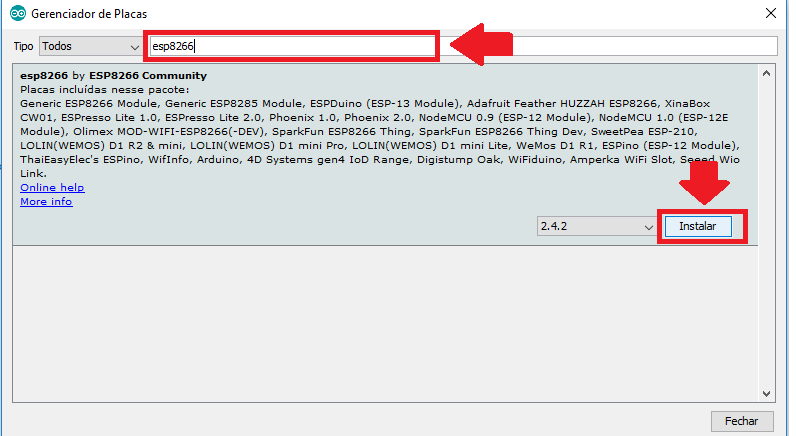 Gerenciador de Placas
Tipo Todos esp8266
esp8266 by ESP8266 Community
Placas incluídas nesse pacote:
Generic ESP8266 Module, Generic ESP8285 Module, ESPDuino (ESP-13 Module), Adafruit Feather HUZZAH ESP8266, XinaBox
CW01, ESPresso Lite 1.0, ESPresso Lite 2.0, Phoenix 1.0, Phoenix 2.0, NodeMCU 0.9 (ESP-12 Module), NodeMCU 1.0 (ESP-12E
Module), Olimex MOD-WIFI-ESP8266(-DEV), SparkFun ESP8266 Thing, SparkFun ESP8266 Thing Dev, SweetPea ESP-210,
LOLIN(WEMOS) D1 R2 & mini, LOLIN(WEMOS) D1 mini Pro, LOLIN(WEMOS) D1 mini Lite, WeMos D1 R1, ESPino (ESP-12 Module),
ThaiEasyElec's ESPino, WifInfo, Arduino, 4D Systems gen4 IoD Range, Digistump Oak, WiFiduino, Amperka WiFi Slot, Seeed Wio
Link.
Online help
More info
2.4.2 Instalar
Fechar